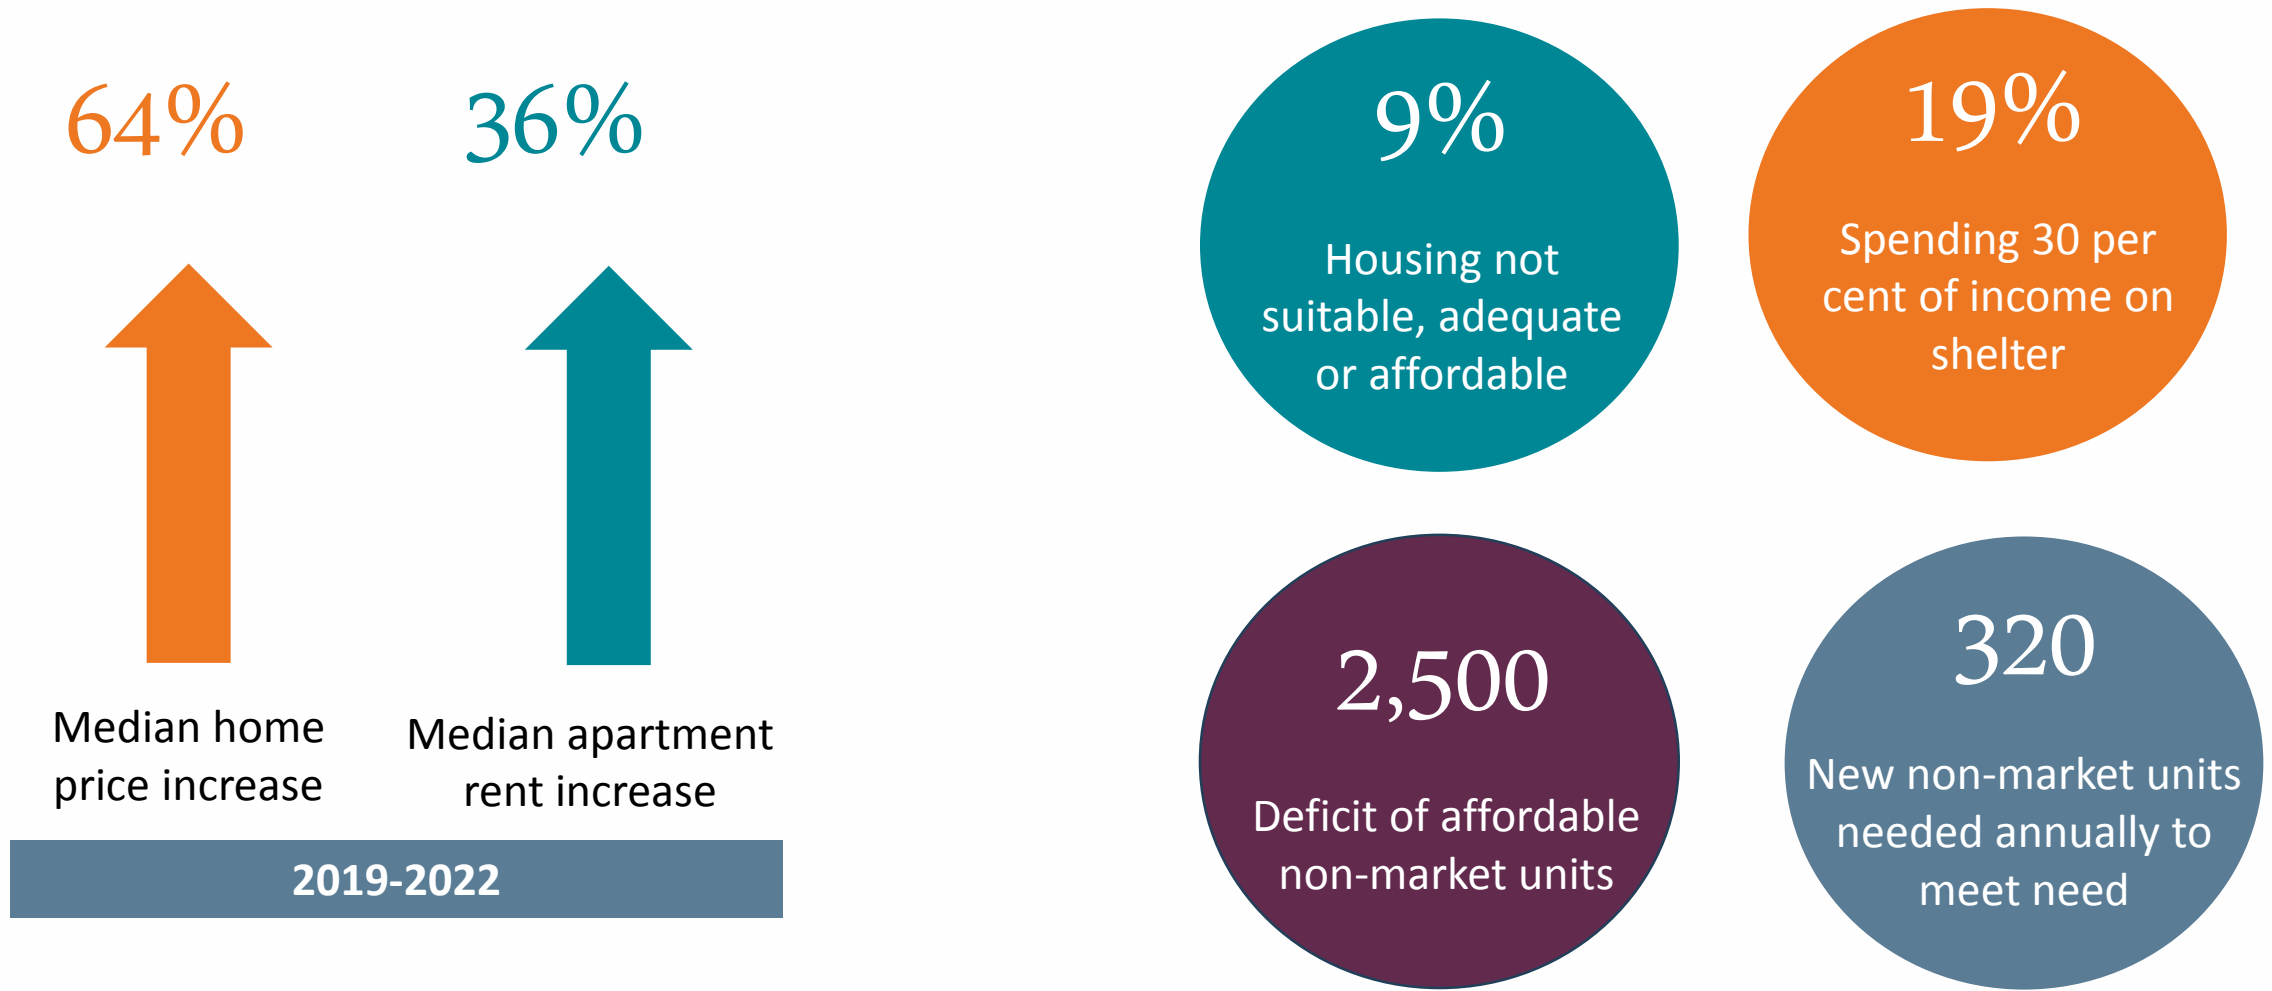 64%
Median home
price increase
36%
Median apartment
rent increase
2019-2022
9%
Housing not
suitable, adequate
or affordable
19%
Spending 30 per
cent of income on
shelter
2,500
Deficit of affordable
non-market units
320
New non-market units
needed annually to
meet need